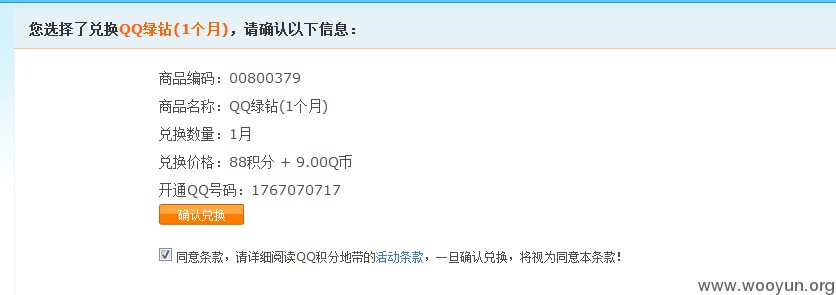 您选择了兑换QQ绿钻(1个月)，请确认以下信息：
商品编码：00800379
商品名称：QQ绿钻(1个月)
兑换数量：1月
兑换价格：88积分 + 9.00Q币
开通QQ号码：1767070717
确认兑换
同意条款，请详细阅读QQ积分地带的活动条款，一旦确认兑换，将视为同意本条款！
www.wooyun.org